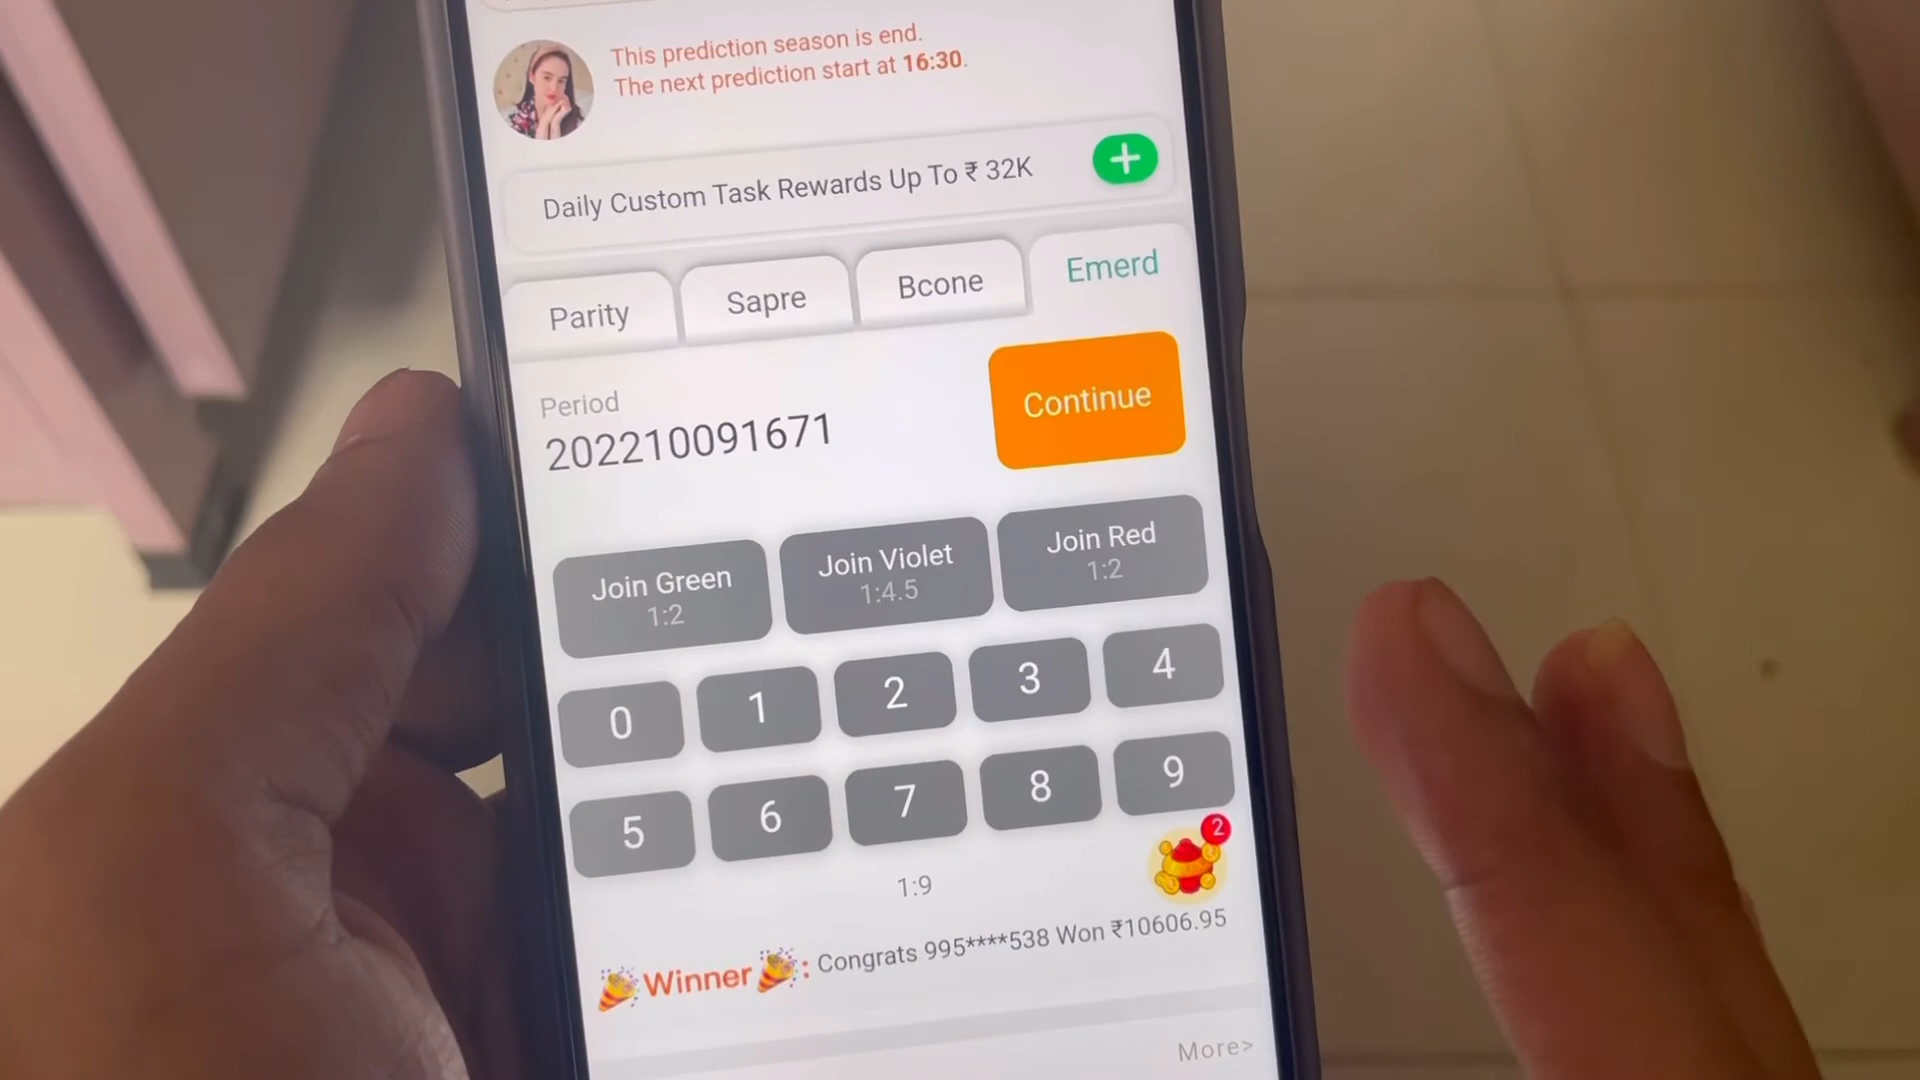 This prediction season is end.
The next prediction start at 16:30.
Daily Custom Task Rewards Up To ₹ 32K
Parity
Sapre
Bcone
Emerd
Period
202210091671
Continue
Join Green
1:2
Join Violet
1:4.5
Join Red
1:2
0 1 2 3 4
5 6 7 8 9
2
1:9
Winner: Congrats 995****538 Won ₹10606.95
More>